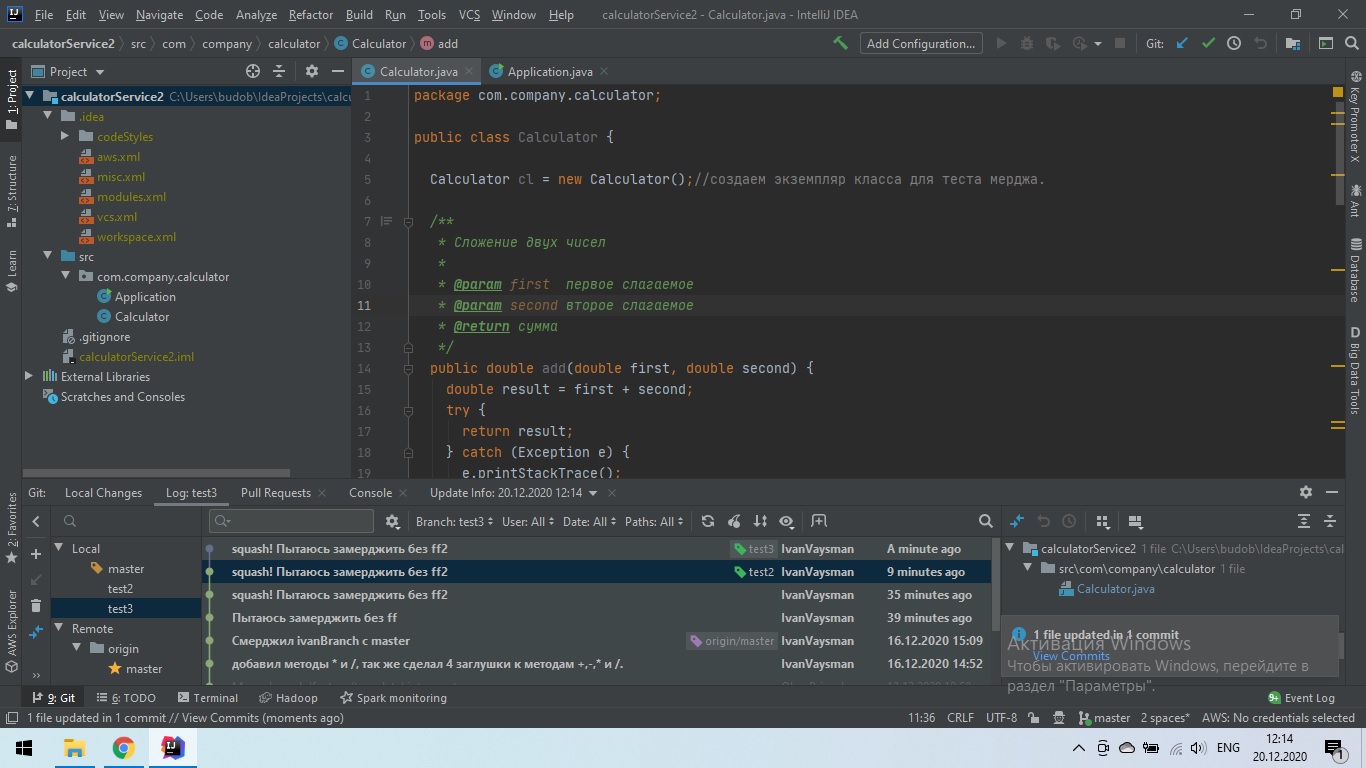 File Edit View Navigate Code Analyze Refactor Build Run Tools VCS Window Help calculatorService2 - Calculator.java - IntelliJ IDEA
calculatorService2 src com company calculator Calculator add Add Configuration... Git:
1: Project
7: Structure
Learn
2: Favorites
AWS Explorer
Project
calculatorService2 C:\Users\budob\IdeaProjects\calcu
.idea
codeStyles
aws.xml
misc.xml
modules.xml
vcs.xml
workspace.xml
src
com.company.calculator
Application
Calculator
.gitignore
calculatorService2.iml
External Libraries
Scratches and Consoles
Calculator.java Application.java
1 package com.company.calculator;
2
3 public class Calculator {
4
5 Calculator cl = new Calculator();//создаем экземпляр класса для теста мерджа.
6
7 /**
8 * Сложение двух чисел
9 *
10 * @param first первое слагаемое
11 * @param second второе слагаемое
12 * @return сумма
13 */
14 public double add(double first, double second) {
15 double result = first + second;
16 try {
17 return result;
18 } catch (Exception e) {
19 e.printStackTrace();
Key Promoter X
Ant
Database
Big Data Tools
Git: Local Changes Log: test3 Pull Requests Console Update Info: 20.12.2020 12:14
Local
master
test2
test3
Remote
origin
master
Branch: test3 User: All Date: All Paths: All
squash! Пытаюсь замерджить без ff2 test3 IvanVaysman A minute ago
squash! Пытаюсь замерджить без ff2 test2 IvanVaysman 9 minutes ago
squash! Пытаюсь замерджить без ff2 IvanVaysman 35 minutes ago
Пытаюсь замерджить без ff IvanVaysman 39 minutes ago
Смерджил ivanBranch с master origin/master IvanVaysman 16.12.2020 15:09
добавил методы * и /, так же сделал 4 заглушки к методам +,-,* и /. IvanVaysman 16.12.2020 14:52
calculatorService2 1 file C:\Users\budob\IdeaProjects\cal
src\com\company\calculator 1 file
Calculator.java
1 file updated in 1 commit
View Commits
Активация Windows
Чтобы активировать Windows, перейдите в
раздел "Параметры".
9: Git 6: TODO Terminal Hadoop Spark monitoring 9+ Event Log
1 file updated in 1 commit // View Commits (moments ago) 11:36 CRLF UTF-8 master 2 spaces* AWS: No credentials selected
ENG 12:14
20.12.2020
1